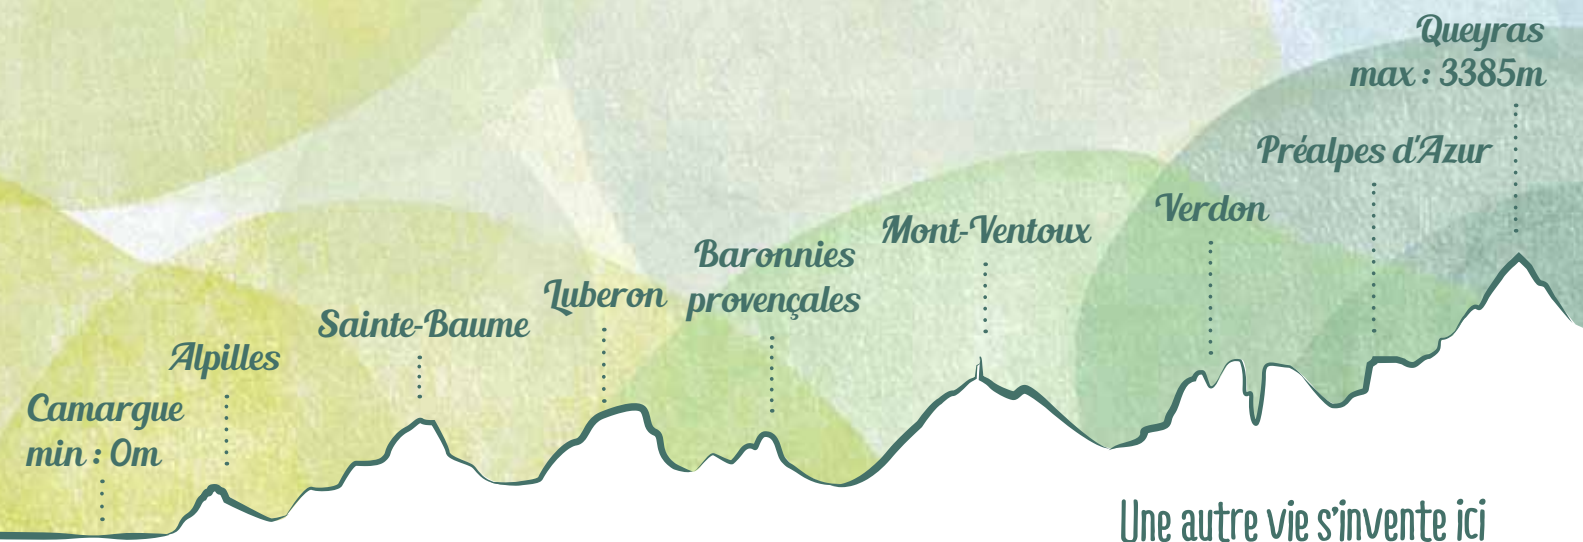 Camargue
min : 0m
Alpilles
Sainte-Baume
Luberon
Baronnies
provençales
Mont-Ventoux
Verdon
Préalpes d'Azur
Queyras
max : 3385m
Une autre vie s'invente ici